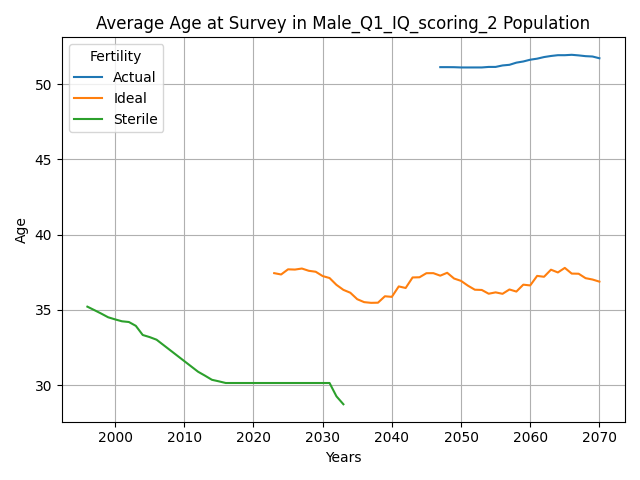 Average Age at Survey in Male_Q1_IQ_scoring_2 Population
Fertility
Actual
Ideal
Sterile
50
45
40
35
30
Age
2000 2010 2020 2030 2040 2050 2060 2070
Years